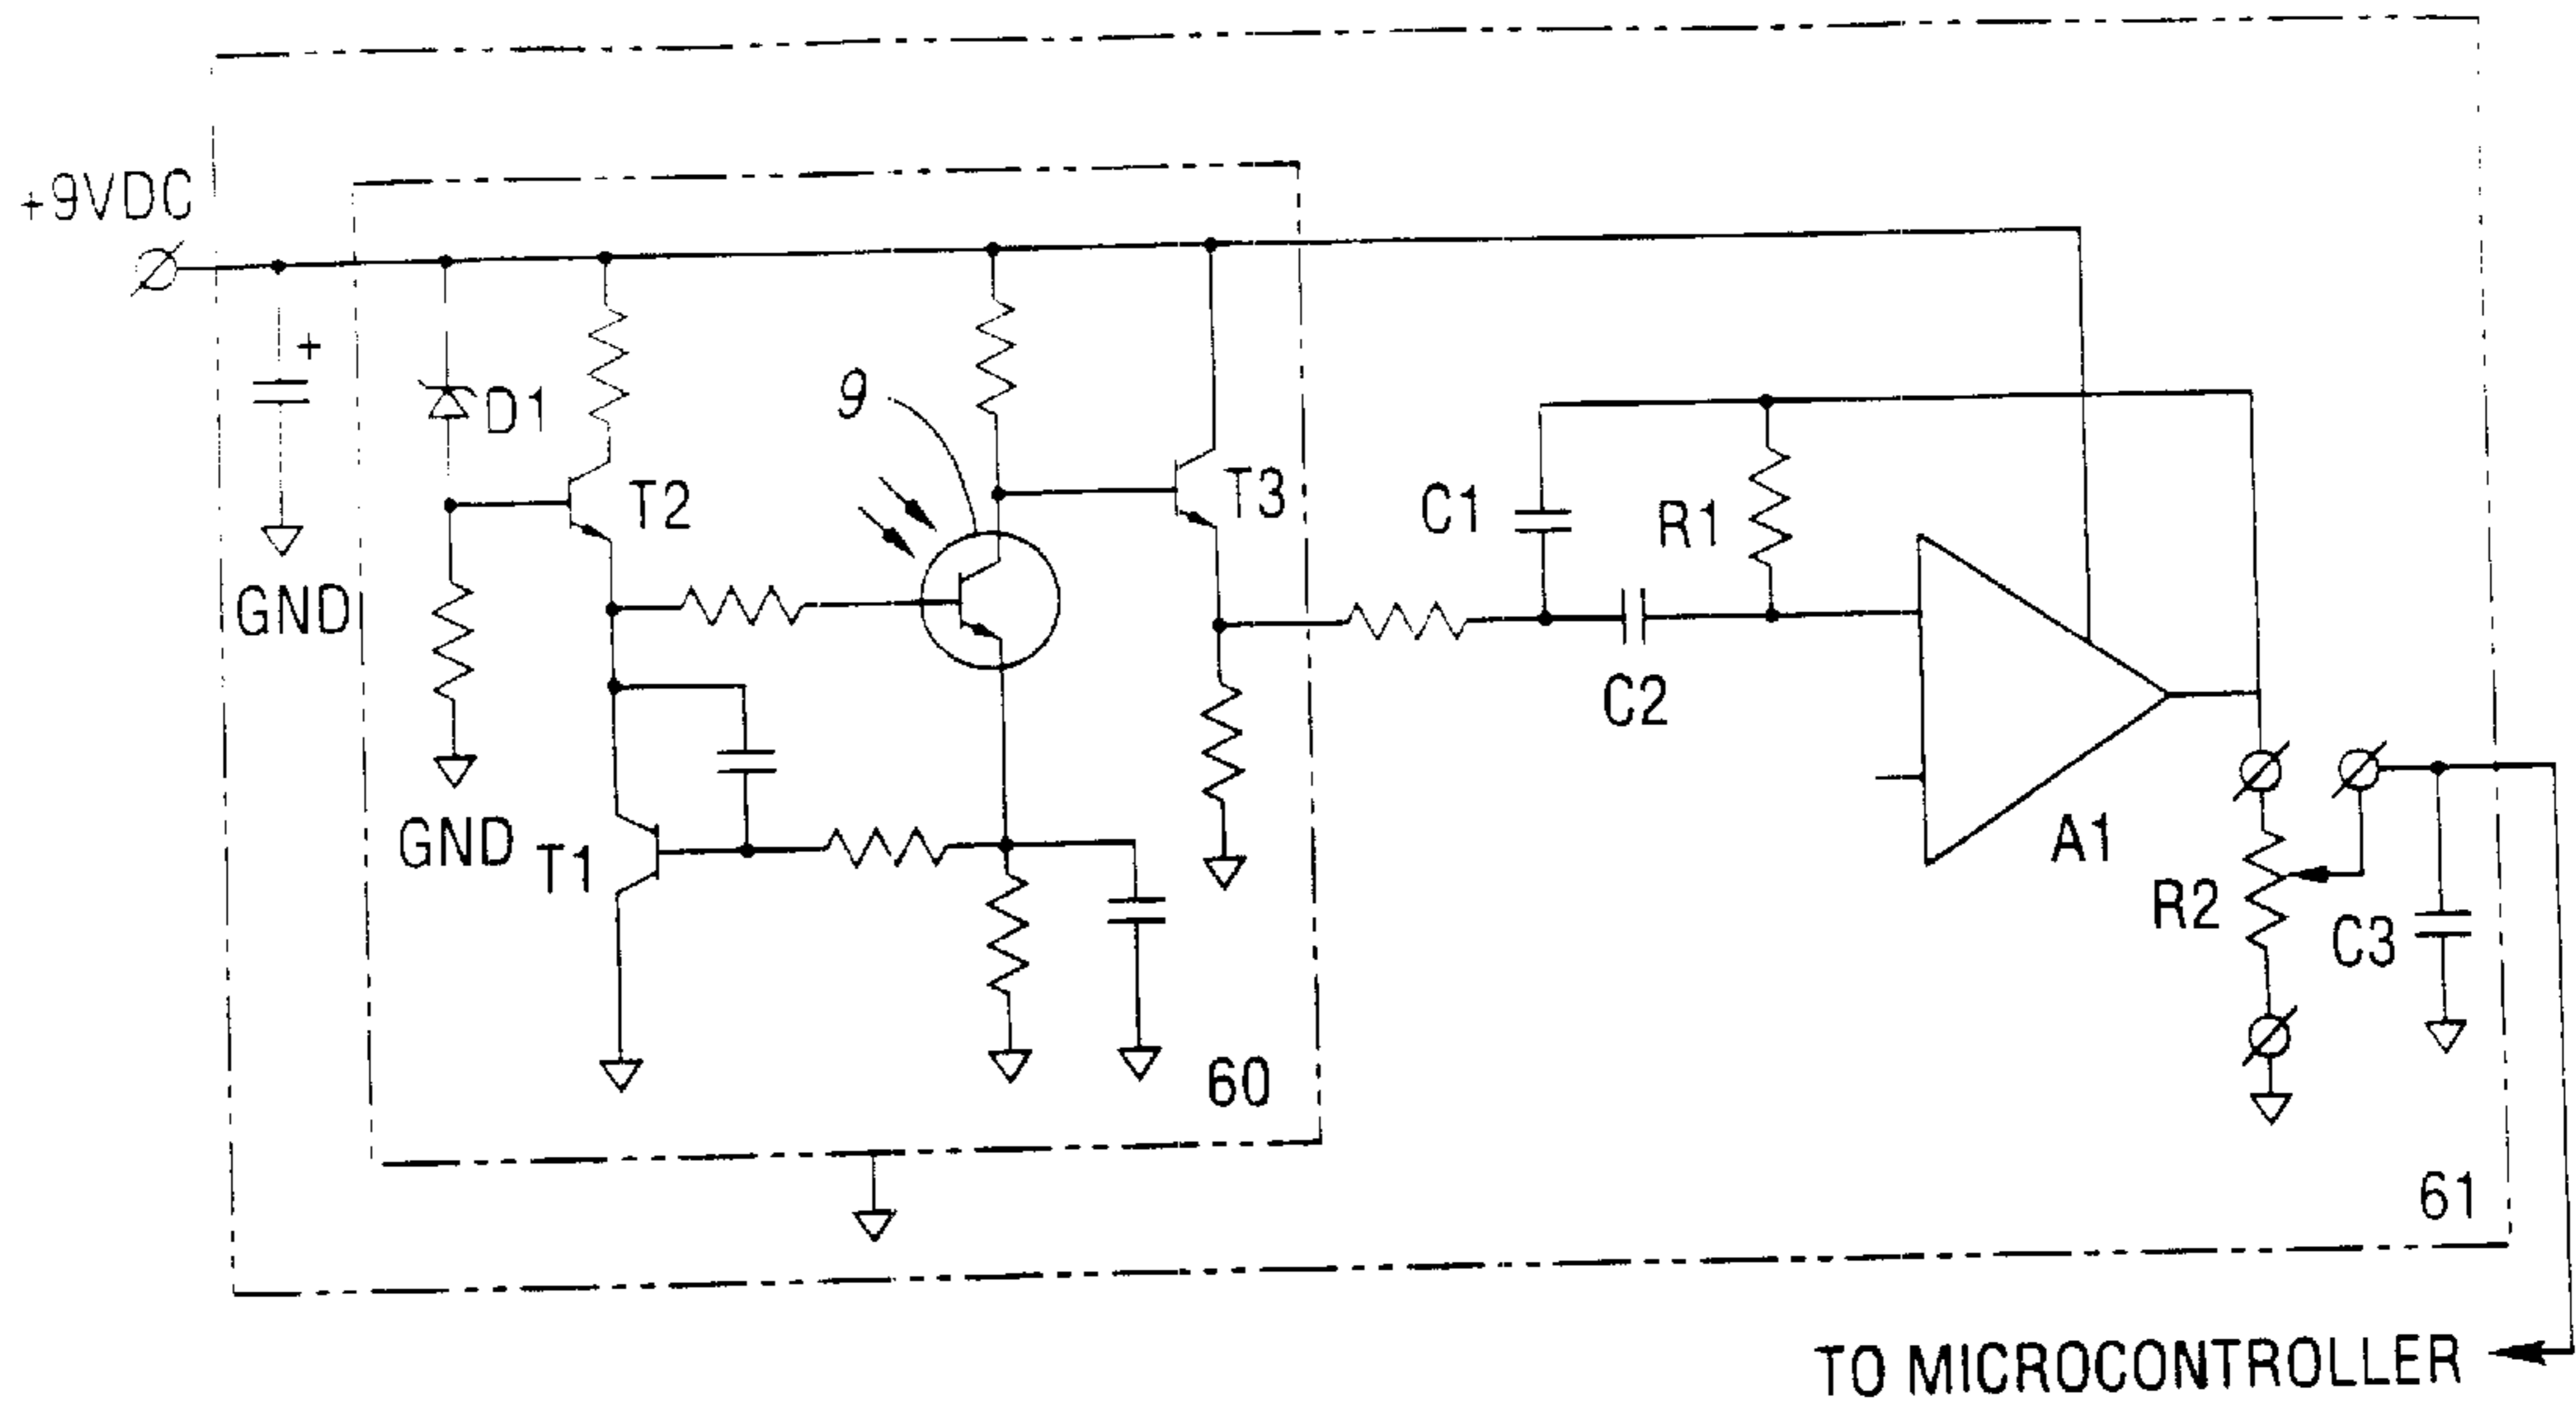 +9VDC
+
D1
9
T2
T3
C1
R1
GND
C2
GND
T1
A1
R2
C3
60
61
TO MICROCONTROLLER